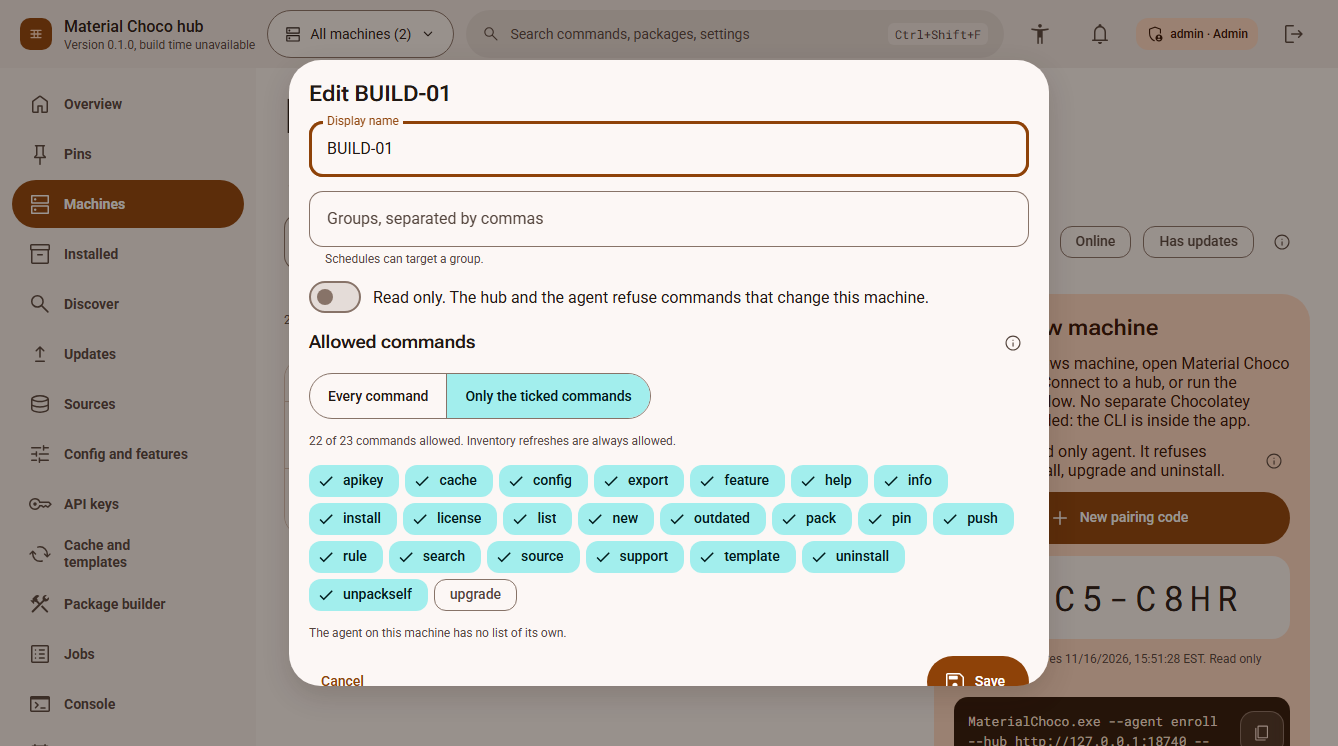 Material Choco hub
Version 0.1.0, build time unavailable
All machines (2)
Search commands, packages, settings
Ctrl+Shift+F
admin · Admin
Overview
Pins
Machines
Installed
Discover
Updates
Sources
Config and features
API keys
Cache and
templates
Package builder
Jobs
Console
Edit BUILD-01
Display name
BUILD-01
Groups, separated by commas
Schedules can target a group.
Read only. The hub and the agent refuse commands that change this machine.
Allowed commands
Every command
Only the ticked commands
22 of 23 commands allowed. Inventory refreshes are always allowed.
apikey cache config export feature help info
install license list new outdated pack pin push
rule search source support template uninstall
unpackself upgrade
The agent on this machine has no list of its own.
Cancel
Save
Online
Has updates
machine
machine, open Material Choco
to a hub, or run the
No separate Chocolatey
the CLI is inside the app.
only agent. It refuses
upgrade and uninstall.
New pairing code
C5-C8HR
11/16/2026, 15:51:28 EST. Read only
MaterialChoco.exe --agent enroll
--hub http://127.0.0.1:18740 --